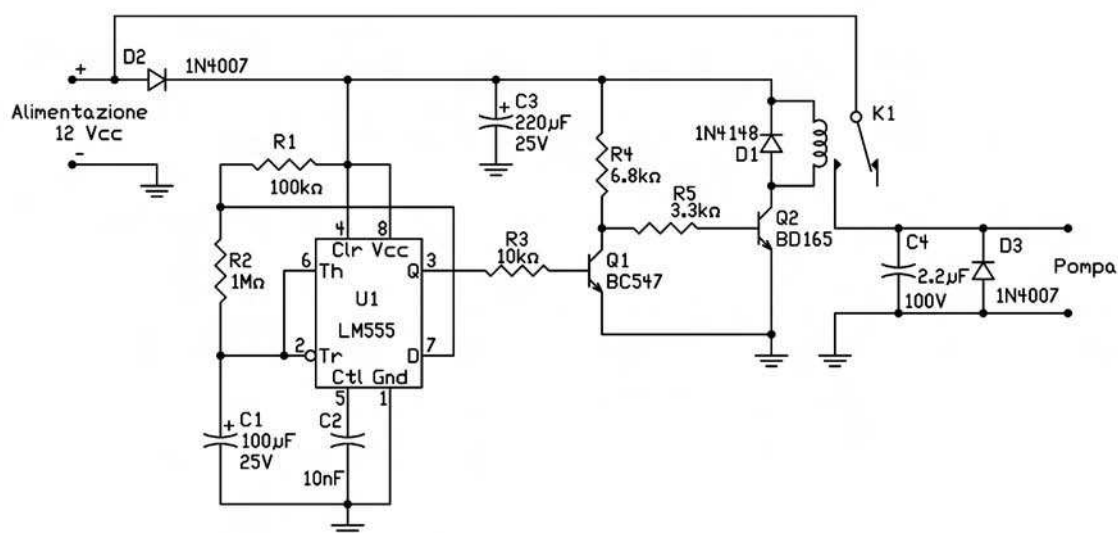 D2
1N4007
+
Alimentazione
12 Vcc
-
R1
100kΩ
C3
+
220µF
25V
R4
6.8kΩ
1N4148
D1
K1
R5
3.3kΩ
Q2
BD165
R2
1MΩ
4
8
Clr Vcc
6
Th
Q
3
U1
LM555
2
Tr
D
7
Ctl Gnd
5
1
R3
10kΩ
Q1
BC547
C4
2.2µF
100V
D3
1N4007
Pompa
+
C1
100µF
25V
C2
10nF